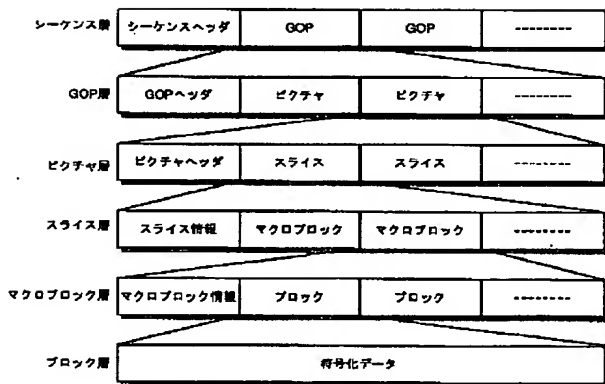 シーケンス層 シーケンスヘッダ GOP GOP --------
GOP層 GOPヘッダ ピクチャ ピクチャ --------
ピクチャ層 ピクチャヘッダ スライス スライス --------
スライス層 スライス情報 マクロブロック マクロブロック --------
マクロブロック層 マクロブロック情報 ブロック ブロック --------
ブロック層 符号化データ